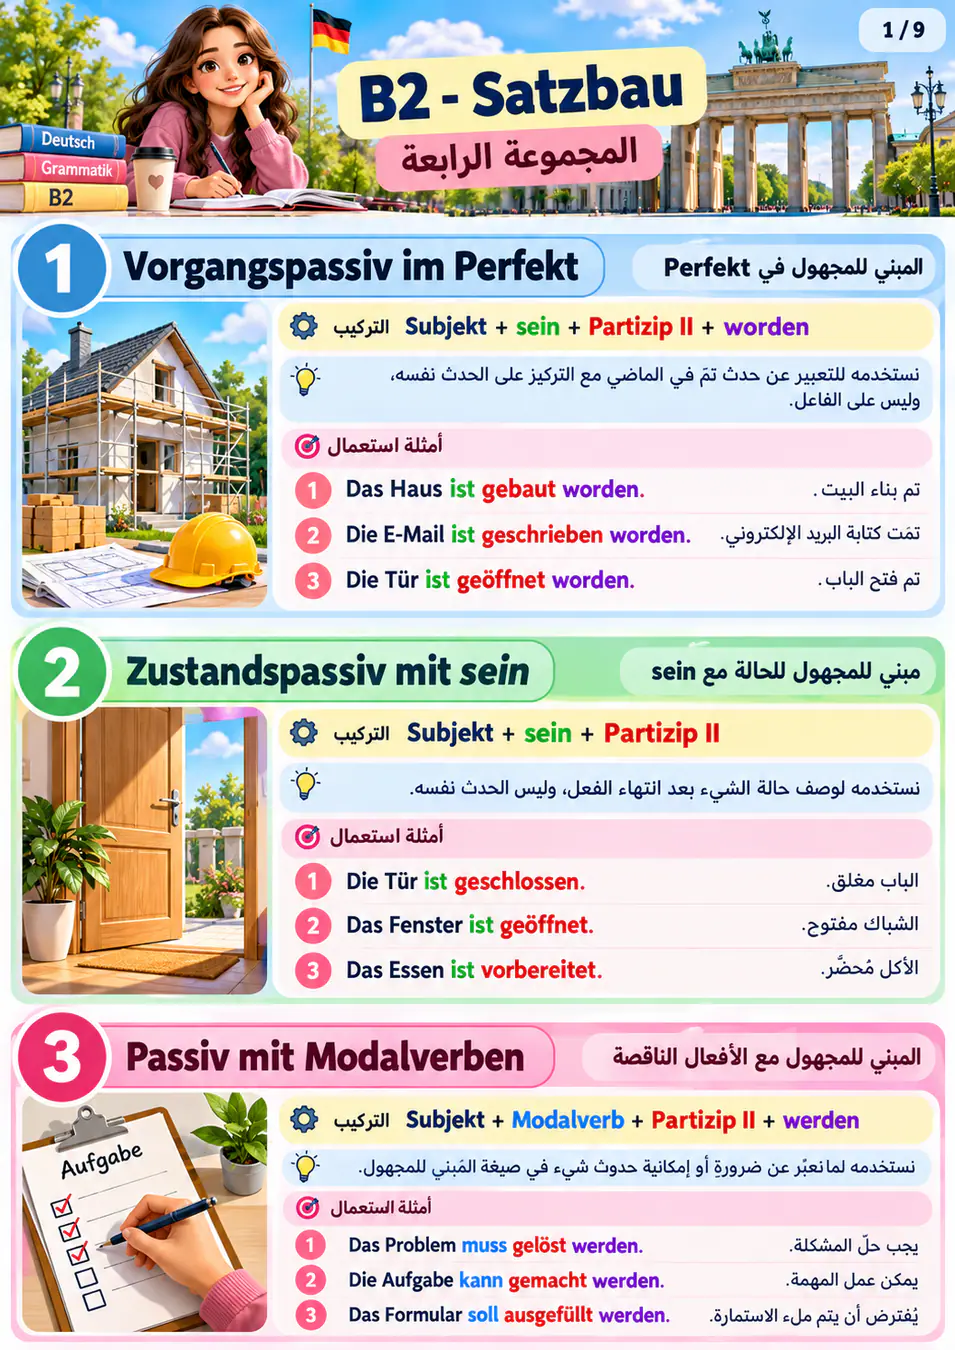 1 / 9
B2 - Satzbau
المجموعة الرابعة
Deutsch
Grammatik
B2
1
Vorgangspassiv im Perfekt
المبني للمجهول في Perfekt
التركيب Subjekt + sein + Partizip II + worden
نستخدمه للتعبير عن حدث تمّ في الماضي مع التركيز على الحدث نفسه،
وليس على الفاعل.
أمثلة استعمال
1 Das Haus ist gebaut worden. تم بناء البيت.
2 Die E-Mail ist geschrieben worden. تمَت كتابة البريد الإلكتروني.
3 Die Tür ist geöffnet worden. تم فتح الباب.
2
Zustandspassiv mit sein
مبني للمجهول للحالة مع sein
التركيب Subjekt + sein + Partizip II
نستخدمه لوصف حالة الشيء بعد انتهاء الفعل، وليس الحدث نفسه.
أمثلة استعمال
1 Die Tür ist geschlossen. الباب مغلق.
2 Das Fenster ist geöffnet. الشباك مفتوح.
3 Das Essen ist vorbereitet. الأكل مُحضَّر.
3
Passiv mit Modalverben
المبني للمجهول مع الأفعال الناقصة
Aufgabe
التركيب Subjekt + Modalverb + Partizip II + werden
نستخدمه لمانعبّر عن ضرورةِ أو إمكانية حدوث شيء في صيغة المَبني للمجهول.
أمثلة استعمال
1 Das Problem muss gelöst werden. يجب حلّ المشكلة.
2 Die Aufgabe kann gemacht werden. يمكن عمل المهمة.
3 Das Formular soll ausgefüllt werden. يُفترض أن يتم ملء الاستمارة.